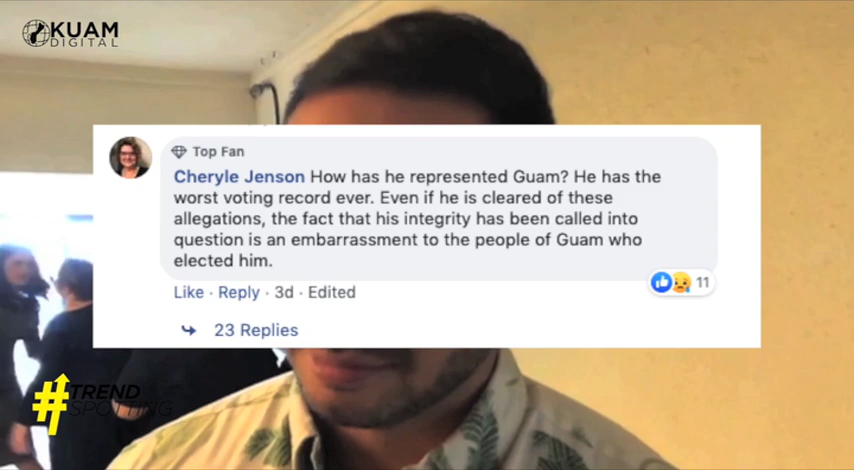 KUAM
DIGITAL
Top Fan
Cheryle Jenson How has he represented Guam? He has the
worst voting record ever. Even if he is cleared of these
allegations, the fact that his integrity has been called into
question is an embarrassment to the people of Guam who
elected him.
11
Like · Reply · 3d · Edited
23 Replies
#TREND
SPOTTING